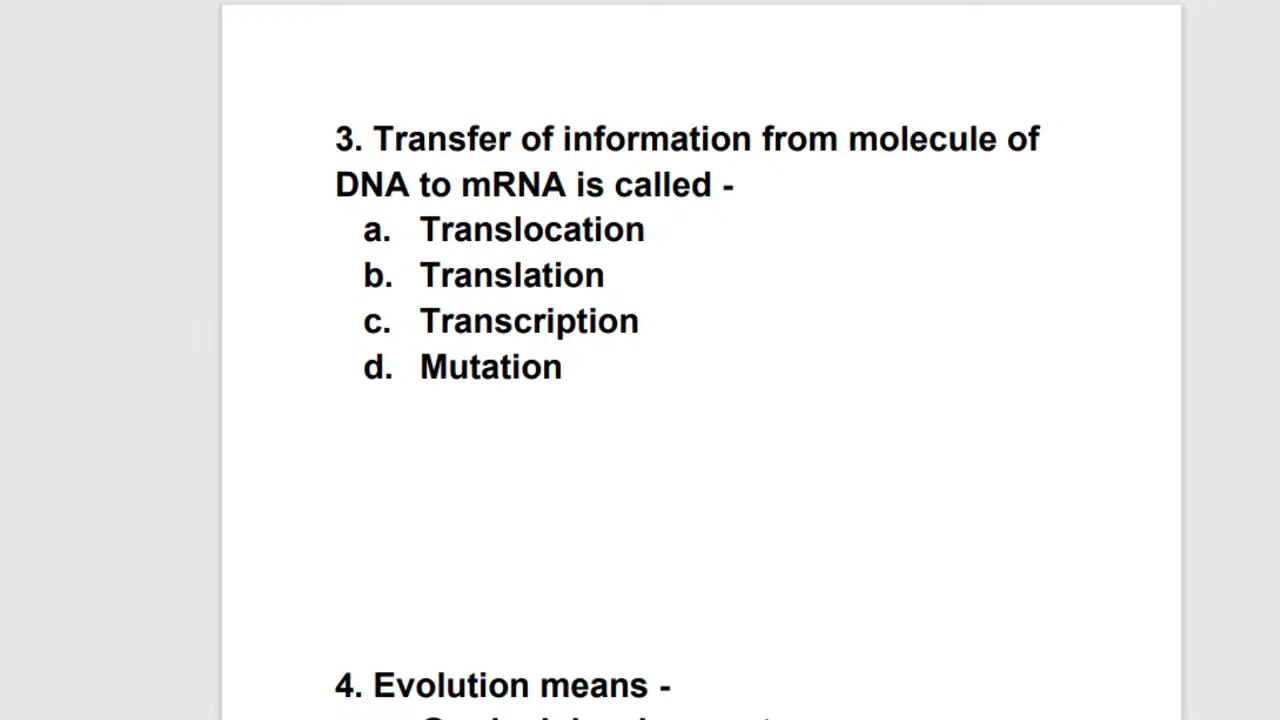 3. Transfer of information from molecule of
DNA to mRNA is called -
a. Translocation
b. Translation
c. Transcription
d. Mutation
4. Evolution means -